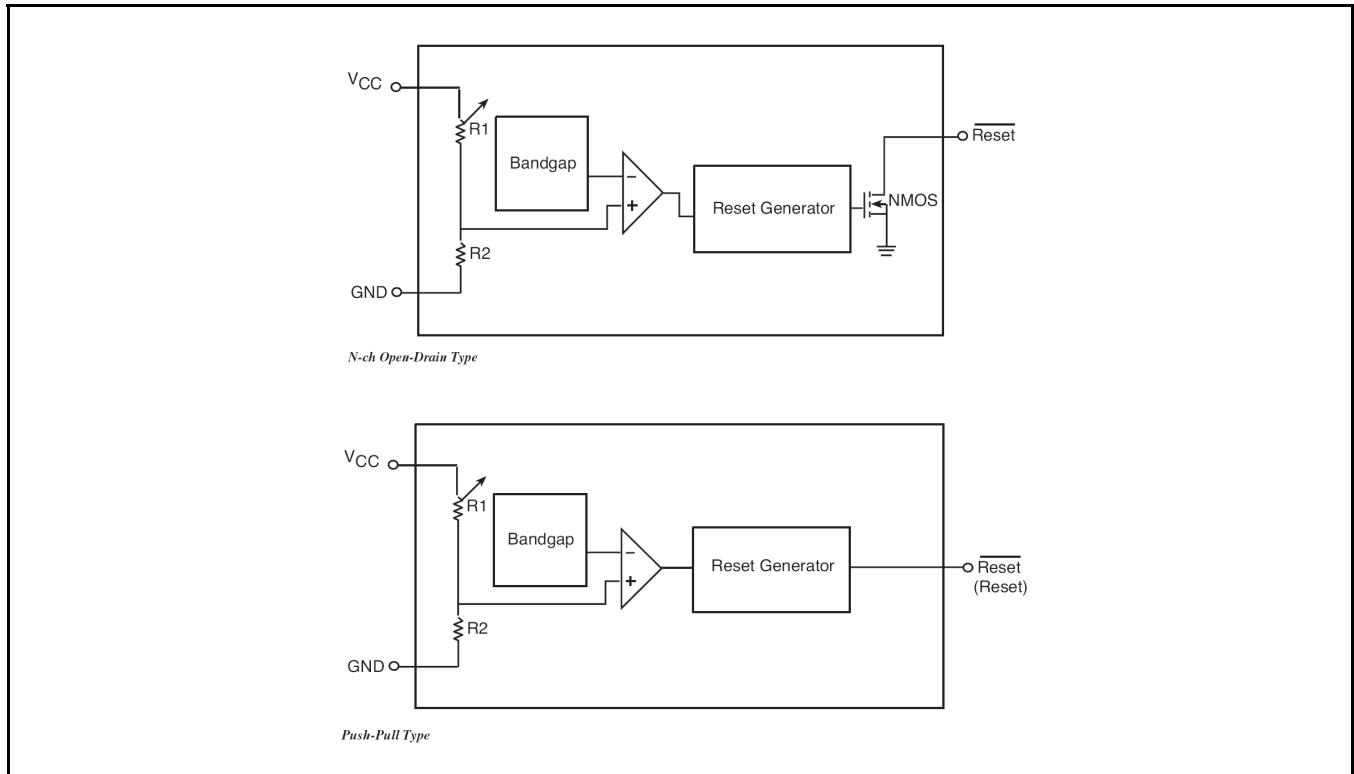 VCC
R1
Bandgap
−
+
Reset Generator
NMOS
Reset
R2
GND
N-ch Open-Drain Type
VCC
R1
Bandgap
−
+
Reset Generator
Reset
(Reset)
R2
GND
Push-Pull Type